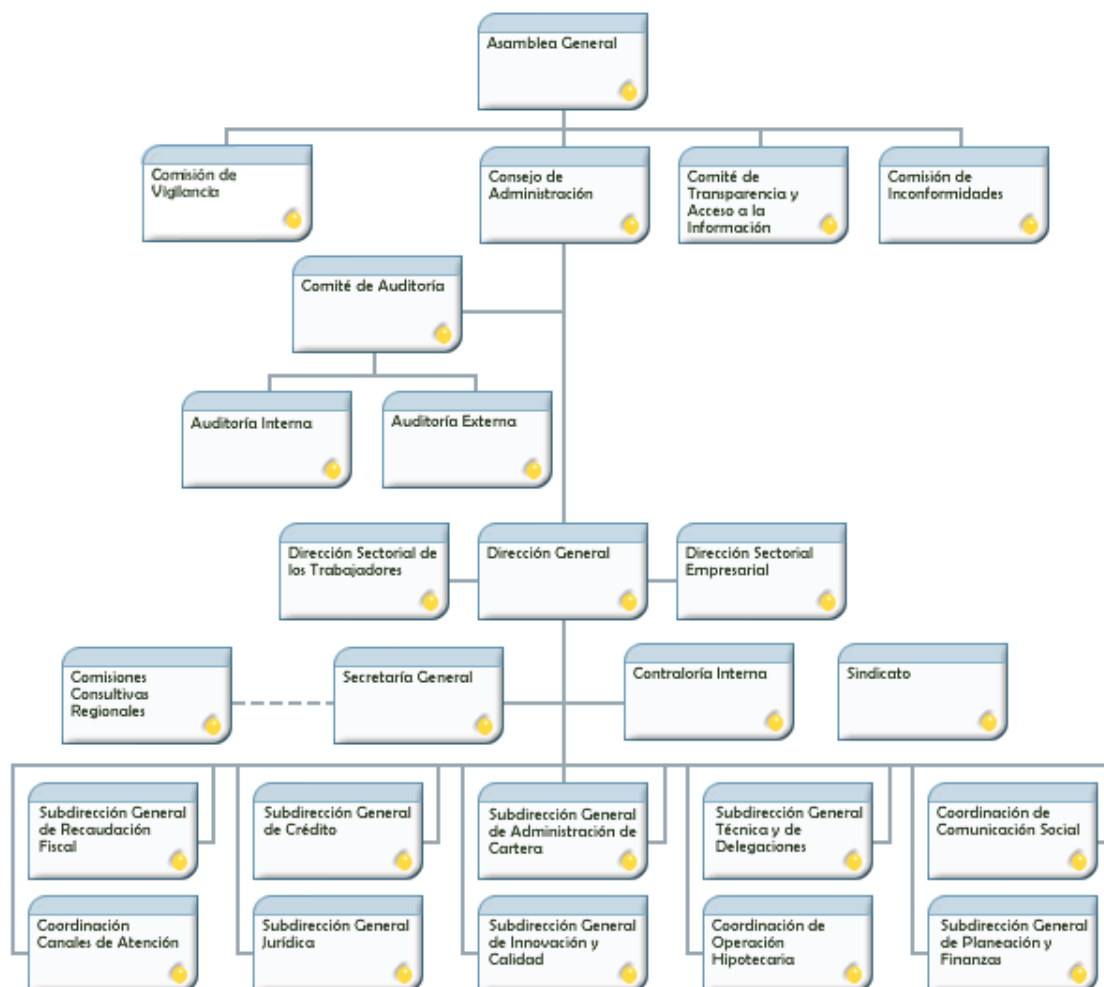 Asamblea General
Comisión de
Vigilancia
Consejo de
Administración
Comité de
Transparencia y
Acceso a la
Información
Comisión de
Inconformidades
Comité de Auditoría
Auditoría Interna
Auditoría Externa
Dirección Sectorial de
los Trabajadores
Dirección General
Dirección Sectorial
Empresarial
Comisiones
Consultivas
Regionales
Secretaría General
Contraloría Interna
Sindicato
Subdirección General
de Recaudación
Fiscal
Subdirección General
de Crédito
Subdirección General
de Administración de
Cartera
Subdirección General
Técnica y de
Delegaciones
Coordinación de
Comunicación Social
Coordinación
Canales de Atención
Subdirección General
Jurídica
Subdirección General
de Innovación y
Calidad
Coordinación de
Operación
Hipotecaria
Subdirección General
de Planeación y
Finanzas